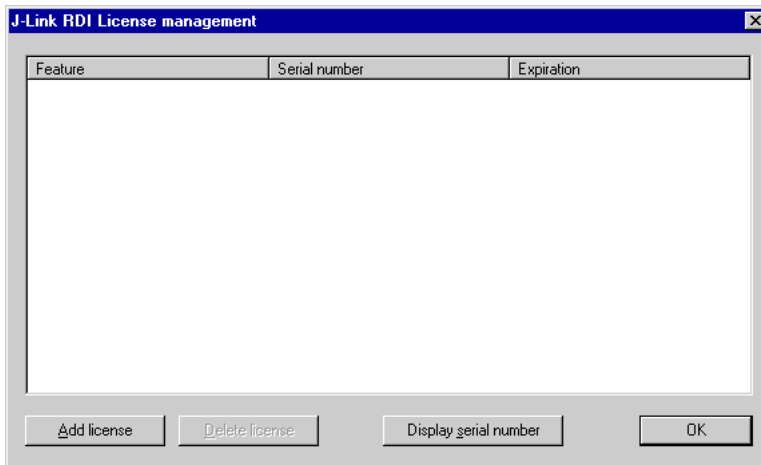 J-Link RDI License management
Feature Serial number Expiration
Add license Delete license Display serial number OK